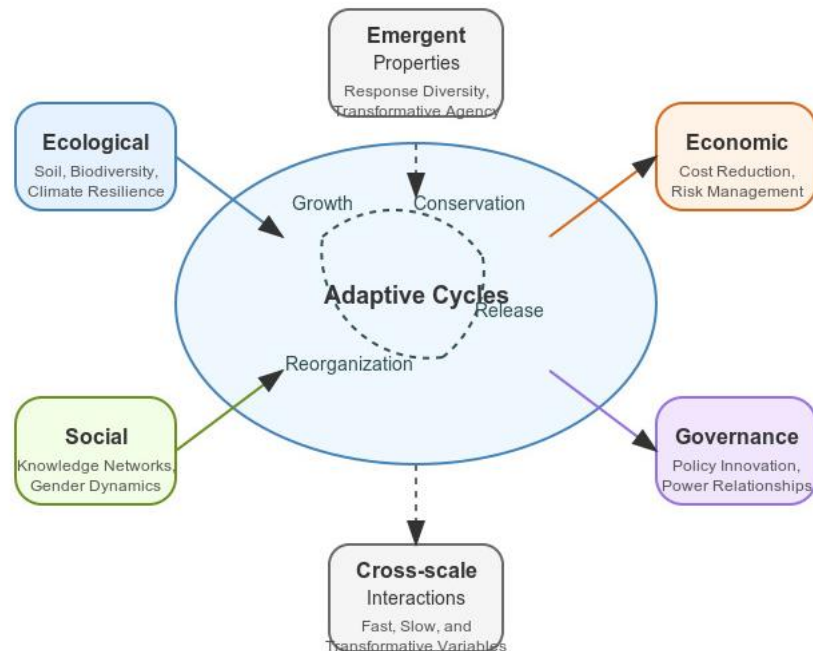 Emergent
Properties
Response Diversity,
Transformative Agency
Ecological
Soil, Biodiversity,
Climate Resilience
Economic
Cost Reduction,
Risk Management
Growth
Conservation
Adaptive Cycles
Release
Reorganization
Social
Knowledge Networks,
Gender Dynamics
Governance
Policy Innovation,
Power Relationships
Cross-scale
Interactions
Fast, Slow, and
Transformative Variables